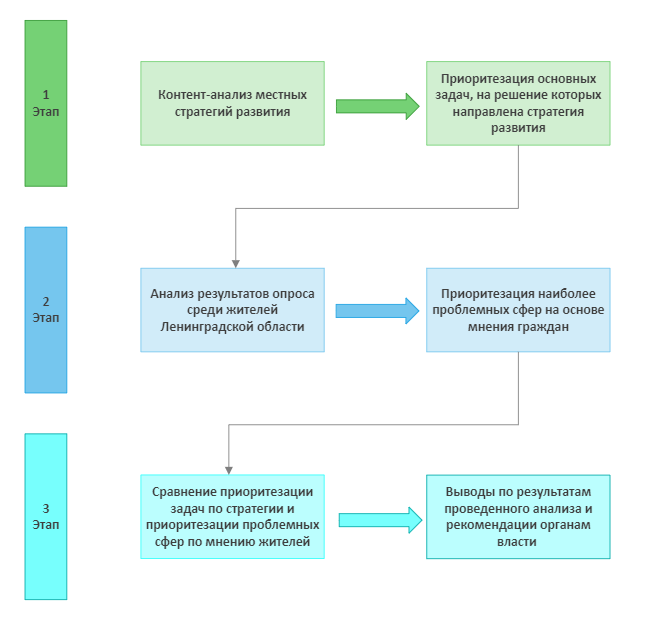 1
Этап
Контент-анализ местных
стратегий развития
Приоритезация основных
задач, на решение которых
направлена стратегия
развития
2
Этап
Анализ результатов опроса
среди жителей
Ленинградской области
Приоритезация наиболее
проблемных сфер на основе
мнения граждан
3
Этап
Сравнение приоритезации
задач по стратегии и
приоритезации проблемных
сфер по мнению жителей
Выводы по результатам
проведенного анализа и
рекомендации органам
власти